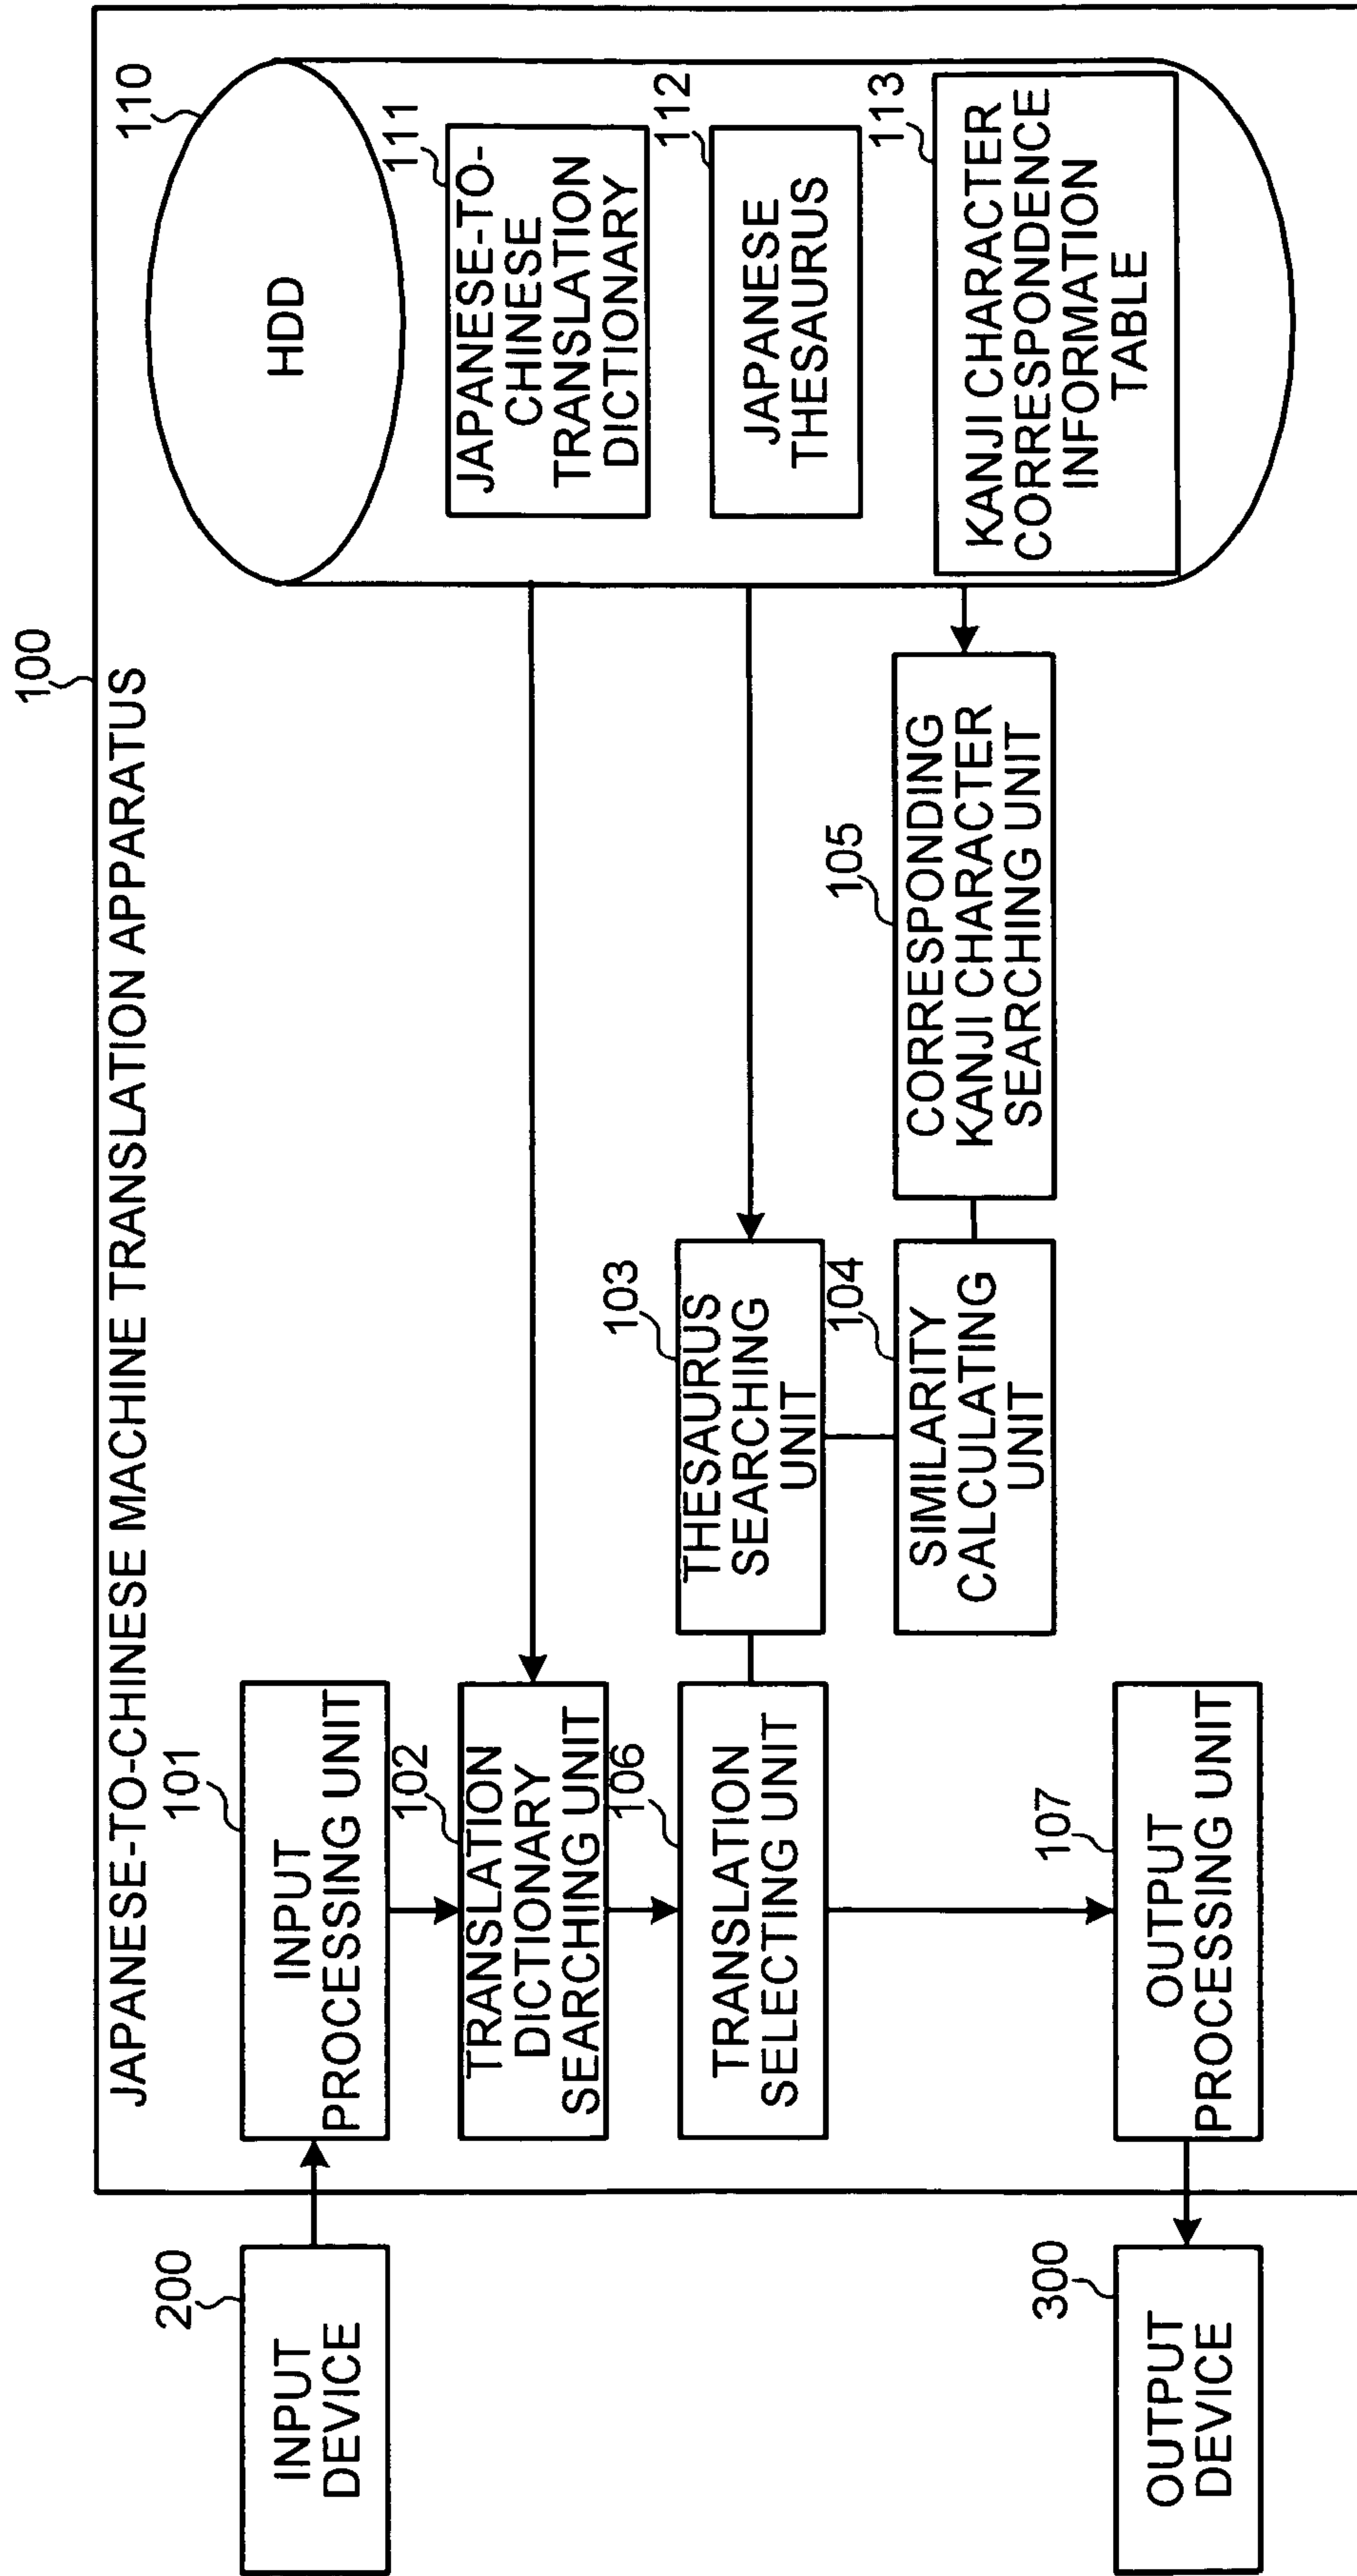 100
JAPANESE-TO-CHINESE MACHINE TRANSLATION APPARATUS
200
INPUT
DEVICE
101
INPUT
PROCESSING UNIT
102
TRANSLATION
DICTIONARY
SEARCHING UNIT
106
TRANSLATION
SELECTING UNIT
103
THESAURUS
SEARCHING
UNIT
104
SIMILARITY
CALCULATING
UNIT
105
CORRESPONDING
KANJI CHARACTER
SEARCHING UNIT
110
HDD
111
JAPANESE-TO-
CHINESE
TRANSLATION
DICTIONARY
112
JAPANESE
THESAURUS
113
KANJI CHARACTER
CORRESPONDENCE
INFORMATION
TABLE
107
OUTPUT
PROCESSING UNIT
300
OUTPUT
DEVICE